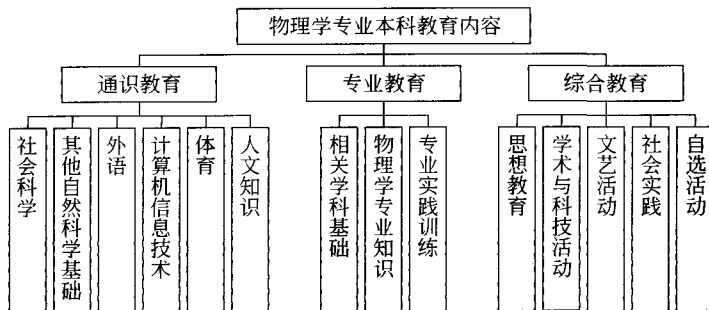 物理学专业本科教育内容
通识教育
专业教育
综合教育
社会科学
其他自然科学基础
外语
计算机信息技术
体育
人文知识
相关学科基础
物理学专业知识
专业实践训练
思想教育
学术与科技活动
文艺活动
社会实践
自选活动